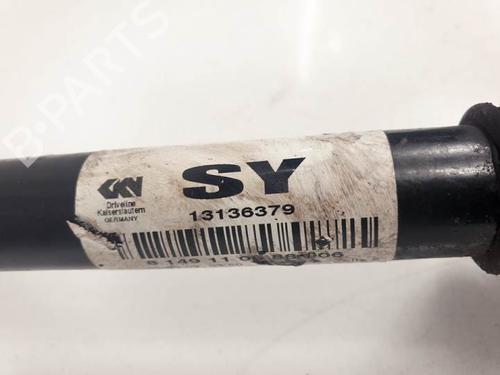 B-PARTS
GKN
Driveline
Kaiserslautern
GERMANY
SY
13136379